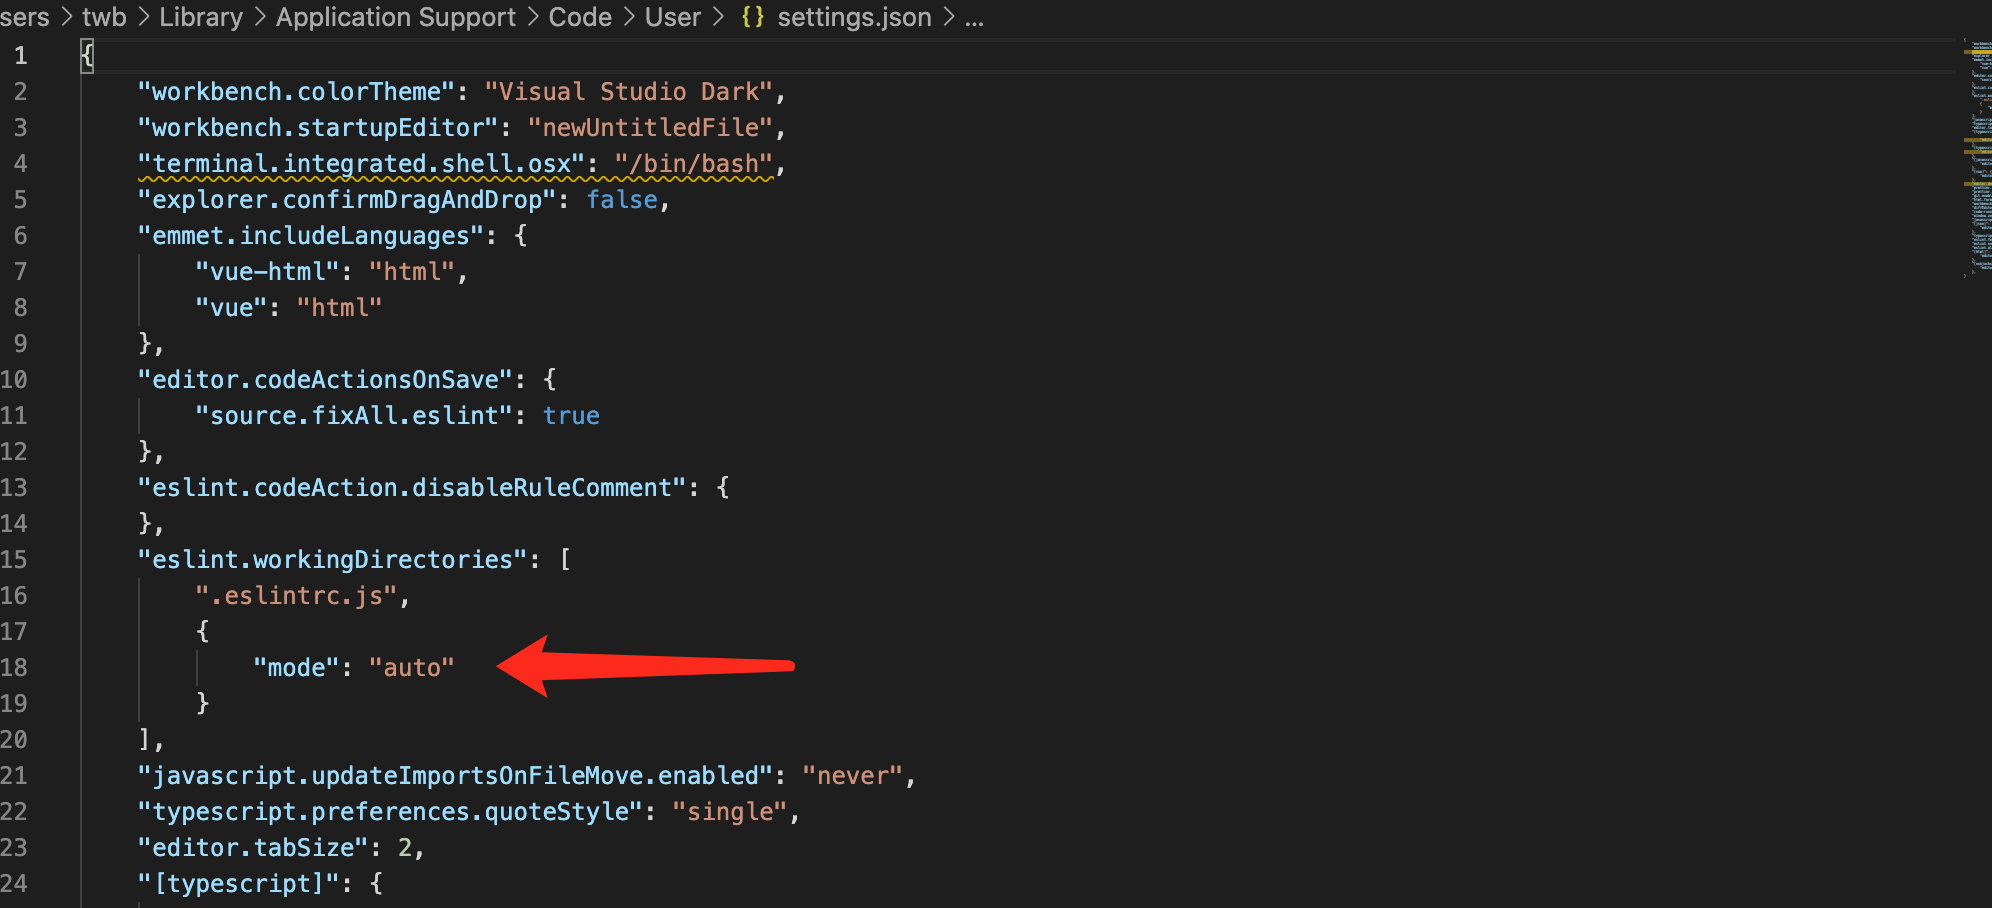 sers > twb > Library > Application Support > Code > User > {} settings.json > ...
1 {
2 "workbench.colorTheme": "Visual Studio Dark",
3 "workbench.startupEditor": "newUntitledFile",
4 "terminal.integrated.shell.osx": "/bin/bash",
5 "explorer.confirmDragAndDrop": false,
6 "emmet.includeLanguages": {
7 "vue-html": "html",
8 "vue": "html"
9 },
10 "editor.codeActionsOnSave": {
11 "source.fixAll.eslint": true
12 },
13 "eslint.codeAction.disableRuleComment": {
14 },
15 "eslint.workingDirectories": [
16 ".eslintrc.js",
17 {
18 "mode": "auto"
19 }
20 ],
21 "javascript.updateImportsOnFileMove.enabled": "never",
22 "typescript.preferences.quoteStyle": "single",
23 "editor.tabSize": 2,
24 "[typescript]": {